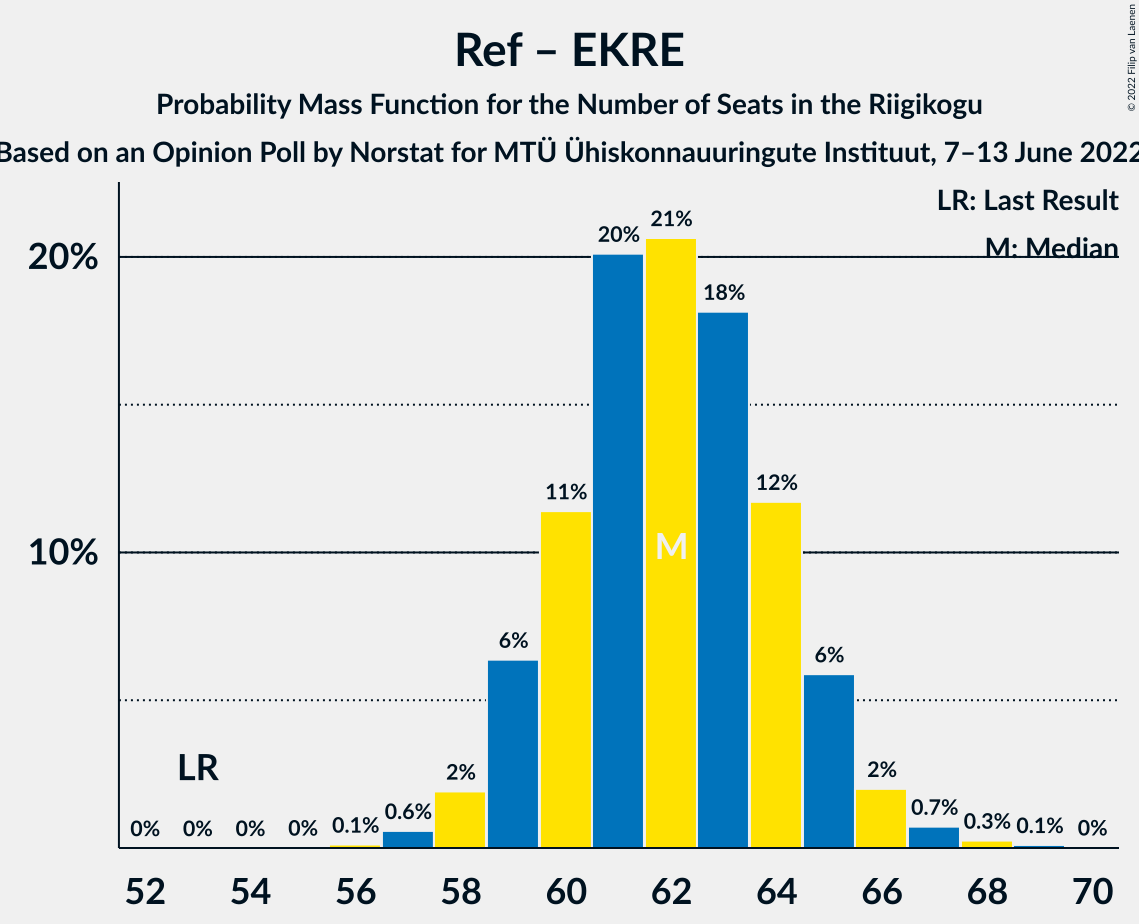 Ref – EKRE
Probability Mass Function for the Number of Seats in the Riigikogu
Based on an Opinion Poll by Norstat for MTÜ Ühiskonnauuringute Instituut, 7–13 June 2022
© 2022 Filip van Laenen
LR: Last Result
M: Median
20%
10%
0% 0% 0% 0% 0.1% 0.6% 2% 6% 11% 20% 21% 18% 12% 6% 2% 0.7% 0.3% 0.1% 0%
LR
M
52 54 56 58 60 62 64 66 68 70